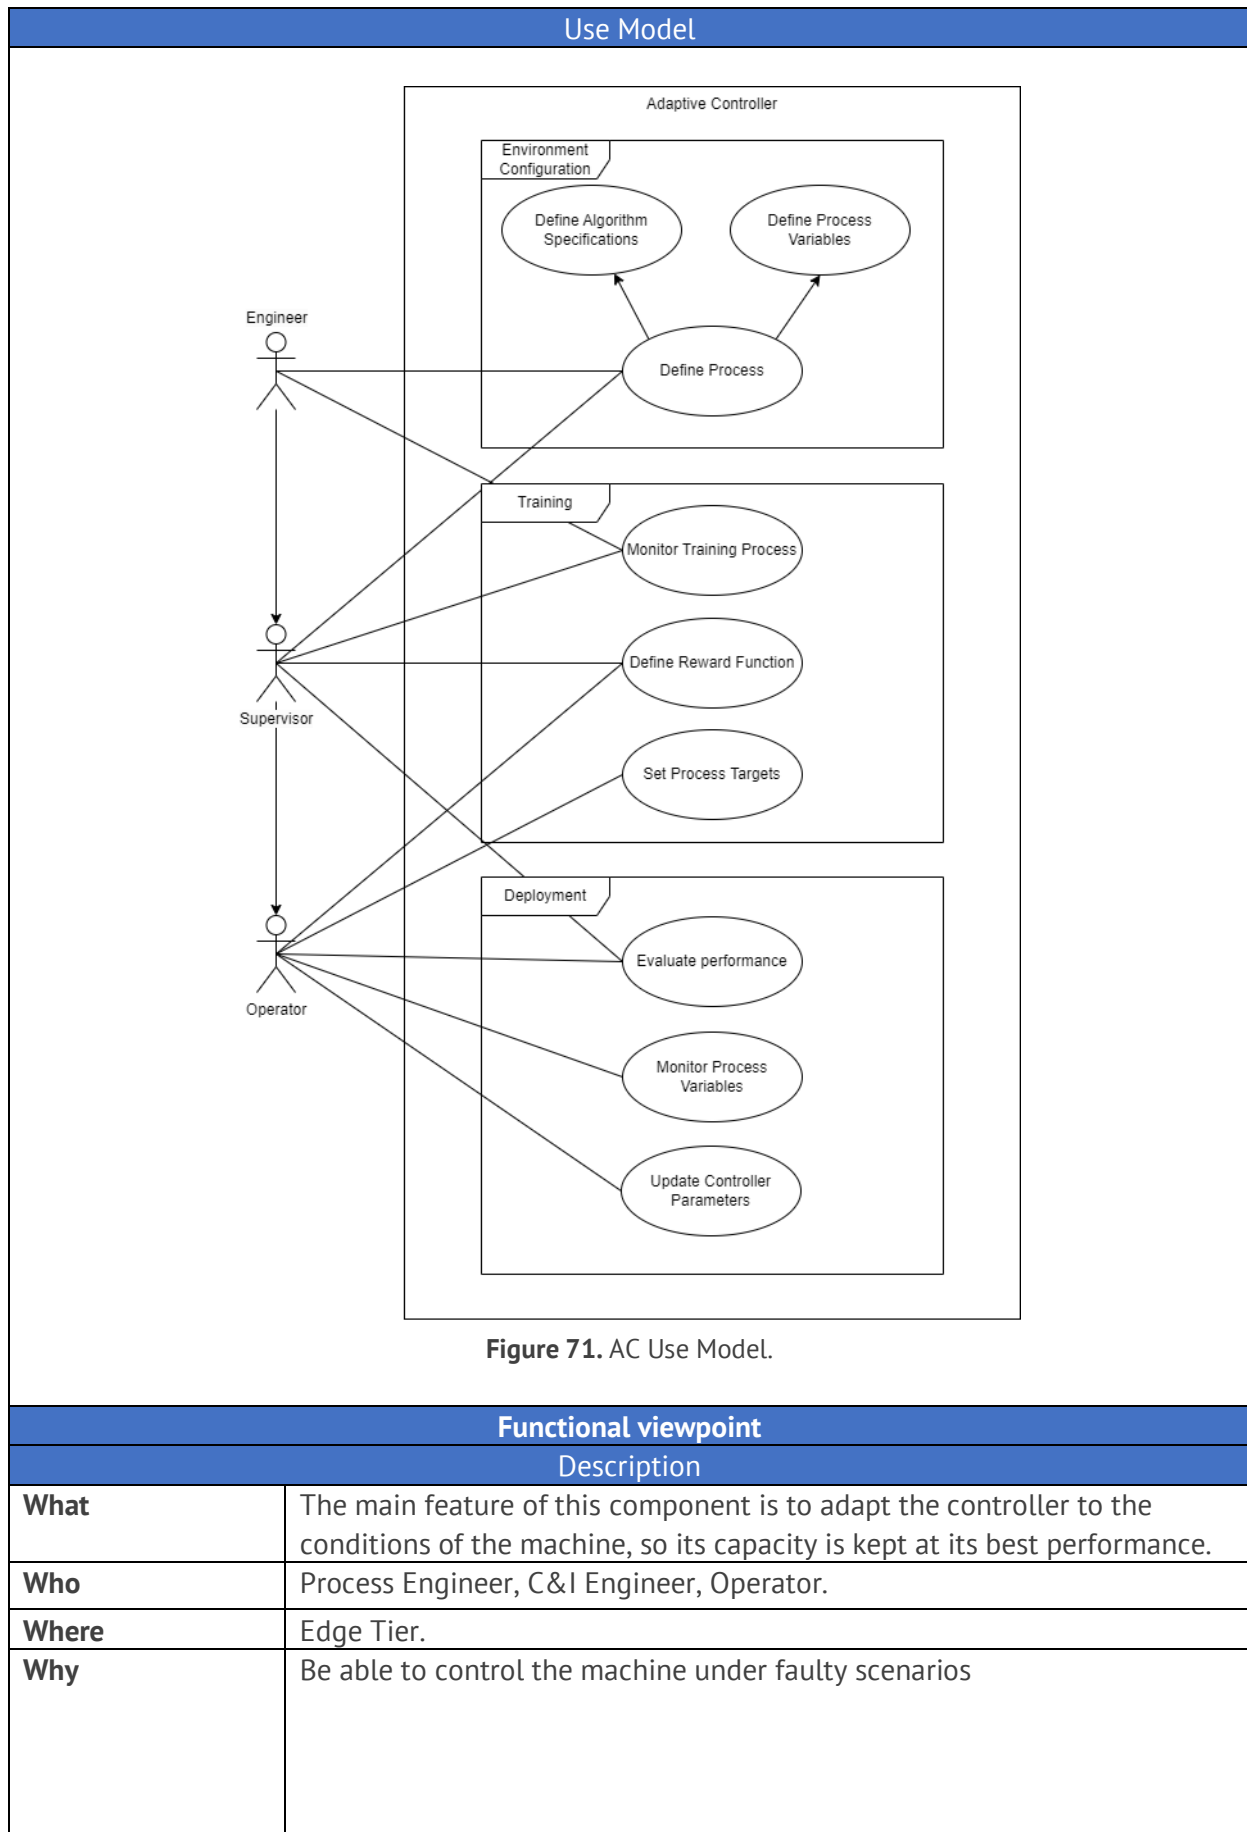 Use Model
Adaptive Controller
Environment
Configuration
Define Algorithm
Specifications
Define Process
Variables
Engineer
Define Process
Training
Monitor Training Process
Define Reward Function
Supervisor
Set Process Targets
Deployment
Evaluate performance
Operator
Monitor Process
Variables
Update Controller
Parameters
Figure 71. AC Use Model.
Functional viewpoint
Description
What The main feature of this component is to adapt the controller to the
conditions of the machine, so its capacity is kept at its best performance.
Who Process Engineer, C&I Engineer, Operator.
Where Edge Tier.
Why Be able to control the machine under faulty scenarios